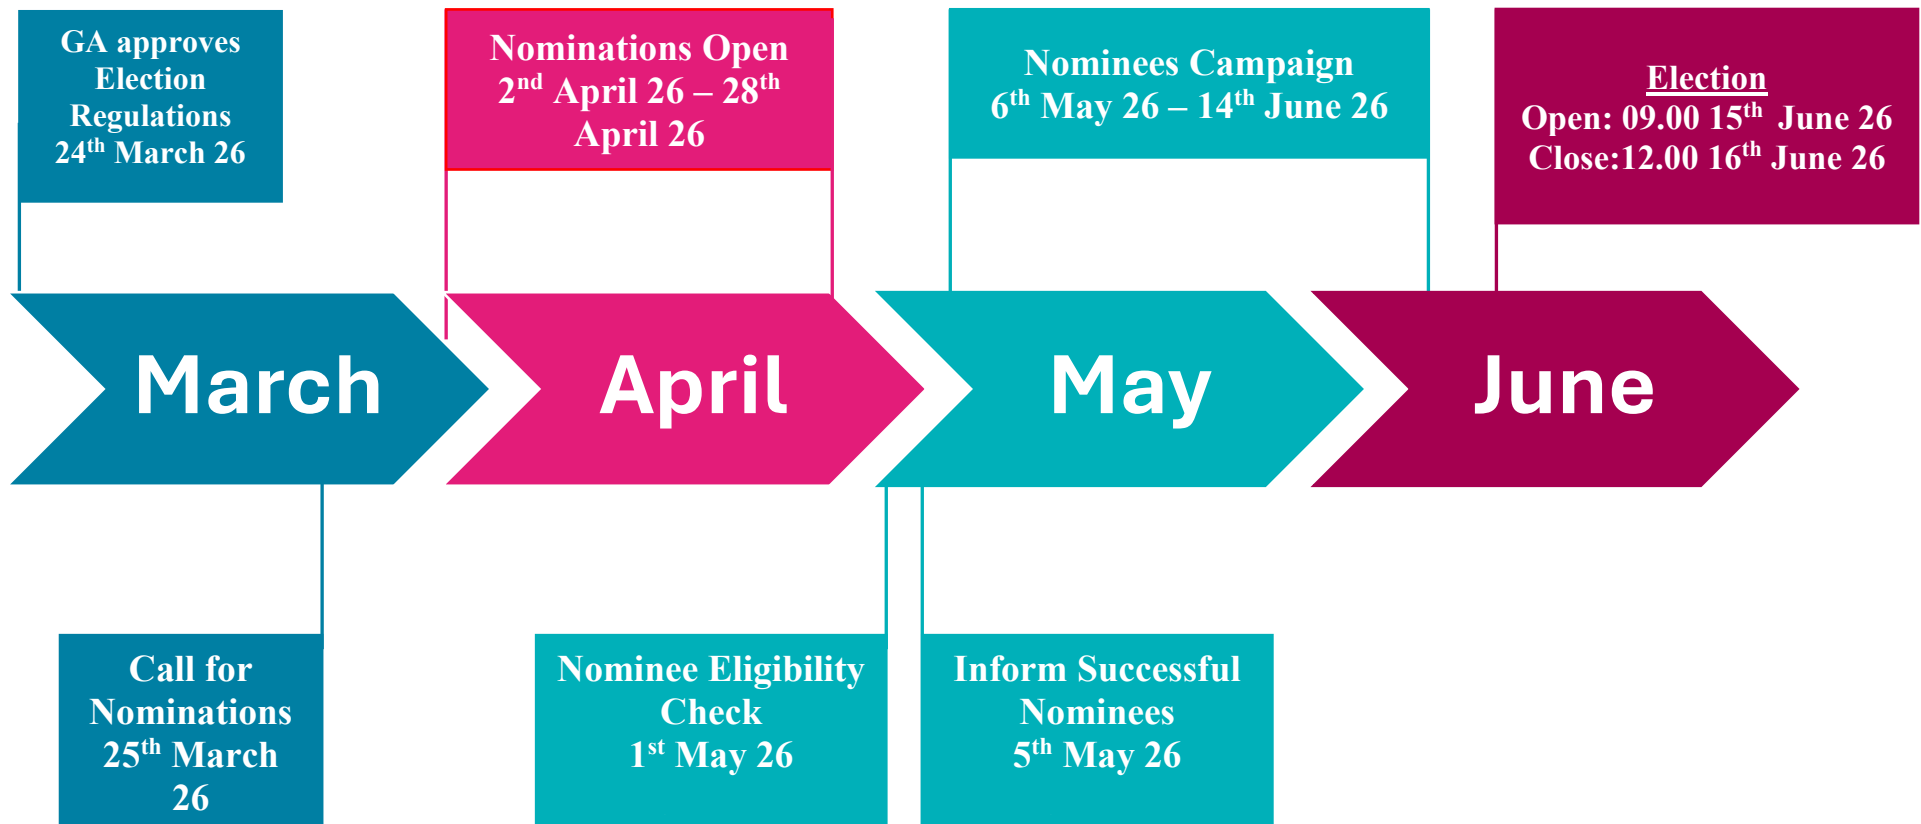 GA approves
Election
Regulations
24th March 26
Nominations Open
2nd April 26 – 28th
April 26
Nominees Campaign
6th May 26 – 14th June 26
Election
Open: 09.00 15th June 26
Close:12.00 16th June 26
March
April
May
June
Call for
Nominations
25th March
26
Nominee Eligibility
Check
1st May 26
Inform Successful
Nominees
5th May 26